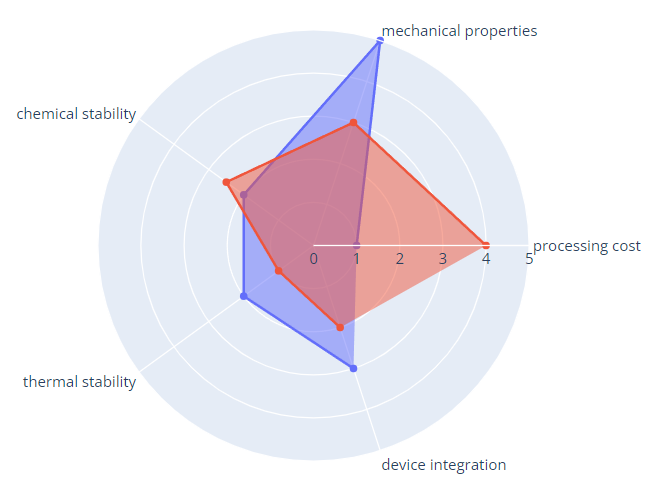 mechanical properties
chemical stability
processing cost
0 1 2 3 4 5
thermal stability
device integration